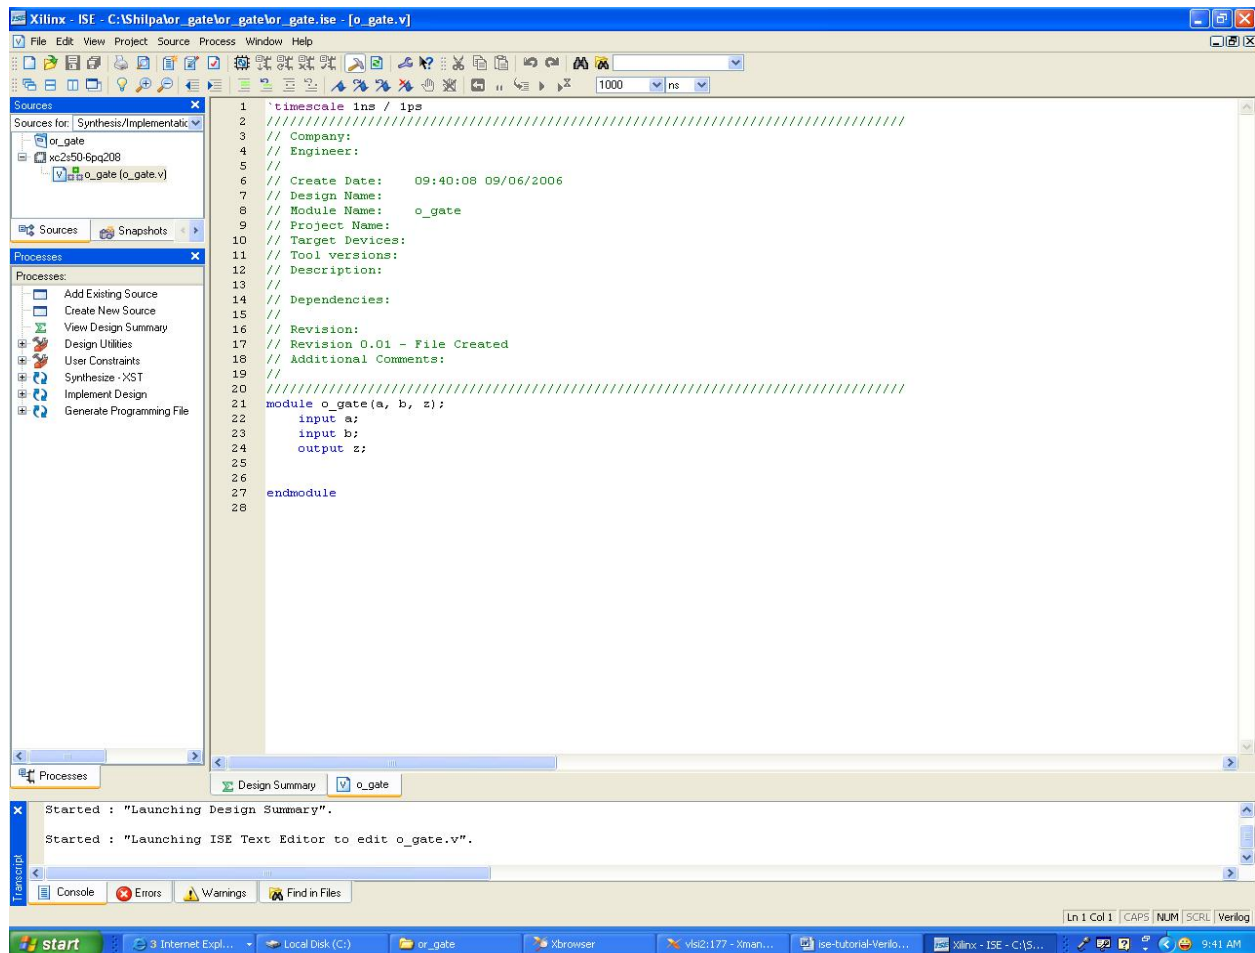 Xilinx - ISE - C:\Shilpa\or_gate\or_gate\or_gate.ise - [o_gate.v]
File Edit View Project Source Process Window Help
1000 ns
Sources
Sources for: Synthesis/Implementatic
or_gate
xc2s50-6pq208
o_gate (o_gate.v)
Sources Snapshots
Processes
Processes:
Add Existing Source
Create New Source
View Design Summary
Design Utilities
User Constraints
Synthesize - XST
Implement Design
Generate Programming File
Processes
1 `timescale 1ns / 1ps
2 //////////////////////////////////////////////////////////////////////////////////
3 // Company:
4 // Engineer:
5 //
6 // Create Date: 09:40:08 09/06/2006
7 // Design Name:
8 // Module Name: o_gate
9 // Project Name:
10 // Target Devices:
11 // Tool versions:
12 // Description:
13 //
14 // Dependencies:
15 //
16 // Revision:
17 // Revision 0.01 - File Created
18 // Additional Comments:
19 //
20 //////////////////////////////////////////////////////////////////////////////////
21 module o_gate(a, b, z);
22 input a;
23 input b;
24 output z;
25
26
27 endmodule
28
Design Summary o_gate
Started : "Launching Design Summary".
Started : "Launching ISE Text Editor to edit o_gate.v".
Transcript
Console Errors Warnings Find in Files
Ln 1 Col 1 CAPS NUM SCRL Verilog
start 3 Internet Expl... Local Disk (C:) or_gate Xbrowser vlsi2:177 - Xman... ise-tutorial-Verilo... Xilinx - ISE - C:\S... 9:41 AM